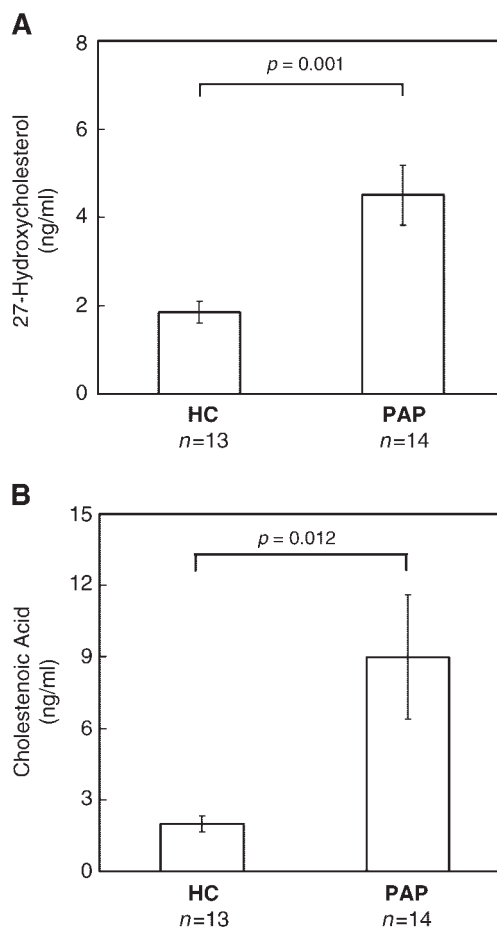 A
8
p = 0.001
6
27-Hydroxycholesterol
(ng/ml)
4
2
0
HC
PAP
n=13
n=14
B
15
p = 0.012
12
Cholestenoic Acid
(ng/ml)
9
6
3
0
HC
PAP
n=13
n=14